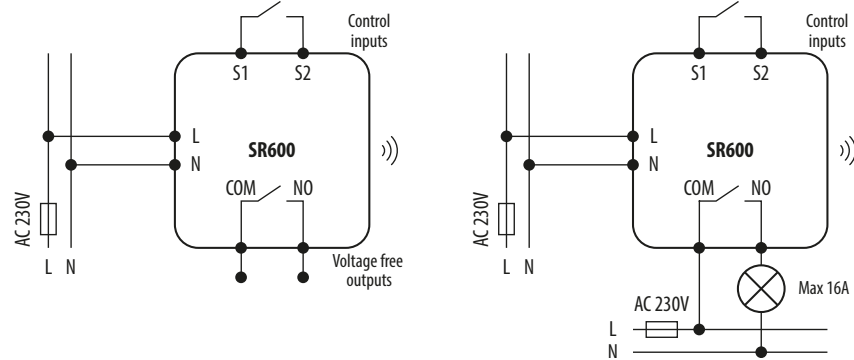 Control
inputs
S1 S2
L
SR600
N
COM NO
AC 230V
L N
Voltage free
outputs
Control
inputs
S1 S2
L
SR600
N
COM NO
AC 230V
L N
Max 16A
AC 230V
L
N